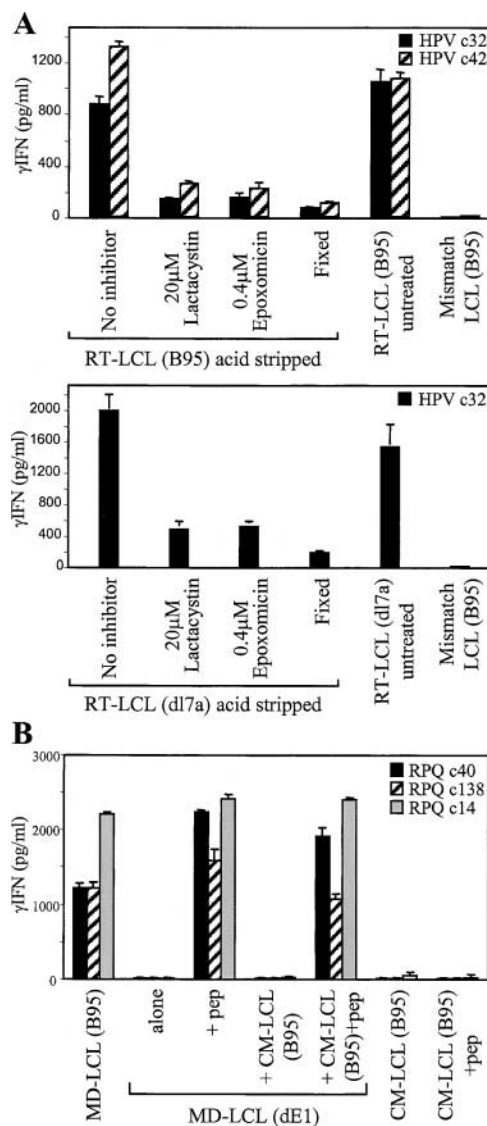 A
HPV c32
HPV c42
1200
800
400
0
γIFN (pg/ml)
No inhibitor
20µM
Lactacystin
0.4µM
Epoxomicin
Fixed
RT-LCL (B95)
untreated
Mismatch
LCL (B95)
RT-LCL (B95) acid stripped
HPV c32
2000
1600
1200
800
400
0
γIFN (pg/ml)
No inhibitor
20µM
Lactacystin
0.4µM
Epoxomicin
Fixed
RT-LCL (dl7a)
untreated
Mismatch
LCL (B95)
RT-LCL (dl7a) acid stripped
B
RPQ c40
RPQ c138
RPQ c14
3000
2000
1000
0
γIFN (pg/ml)
MD-LCL (B95)
alone
+ pep
+ CM-LCL
(B95)
+ CM-LCL
(B95)+pep
CM-LCL (B95)
CM-LCL (B95)
+pep
MD-LCL (dE1)